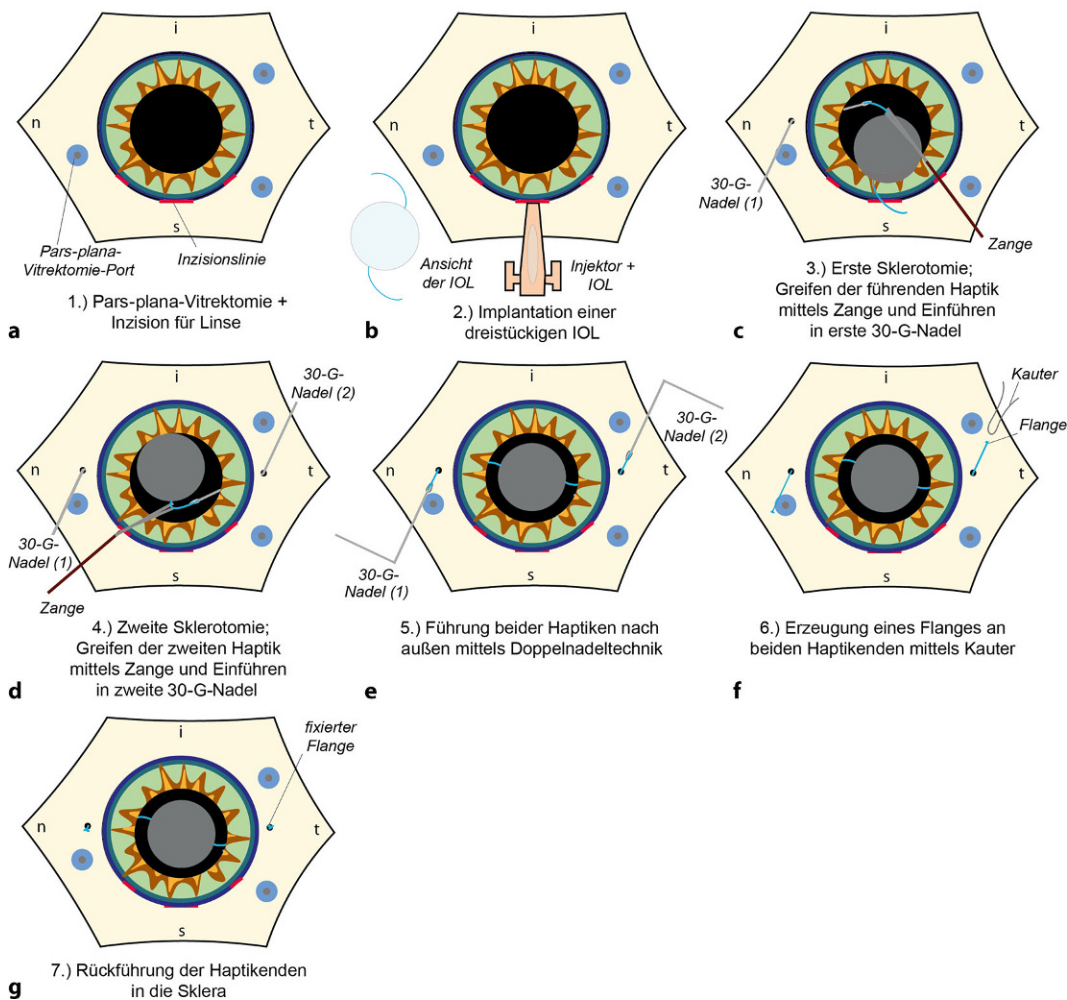 i
n
t
s
Pars-plana-
Vitrektomie-Port
Inzisionslinie
1.) Pars-plana-Vitrektomie +
Inzision für Linse
a
i
n
t
Ansicht
der IOL
Injektor +
IOL
2.) Implantation einer
dreistückigen IOL
b
i
n
t
30-G-
Nadel (1)
s
Zange
3.) Erste Sklerotomie;
Greifen der führenden Haptik
mittels Zange und Einführen
in erste 30-G-Nadel
c
i
30-G-
Nadel (2)
n
t
30-G-
Nadel (1)
s
Zange
4.) Zweite Sklerotomie;
Greifen der zweiten Haptik
mittels Zange und Einführen
in zweite 30-G-Nadel
d
i
30-G-
Nadel (2)
n
t
30-G-
Nadel (1)
s
5.) Führung beider Haptiken nach
außen mittels Doppelnadeltechnik
e
i
Kauter
Flange
n
t
s
6.) Erzeugung eines Flanges an
beiden Haptikenden mittels Kauter
f
i
fixierter
Flange
n
t
s
7.) Rückführung der Haptikenden
in die Sklera
g